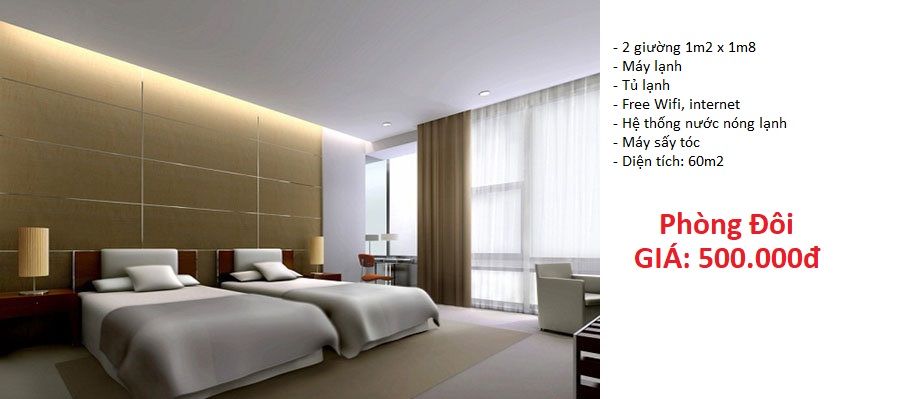 - 2 giường 1m2 x 1m8
- Máy lạnh
- Tủ lạnh
- Free Wifi, internet
- Hệ thống nước nóng lạnh
- Máy sấy tóc
- Diện tích: 60m2
Phòng Đôi
GIÁ: 500.000đ